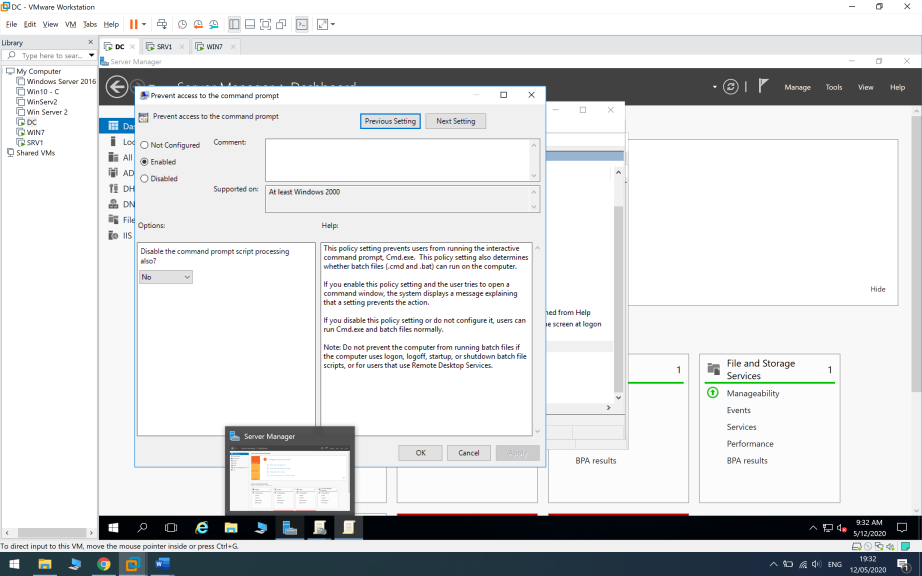 DC - VMware Workstation
File Edit View VM Tabs Help
Library
Type here to sear...
My Computer
Windows Server 2016
Win10 - C
WinServ2
Win Server 2
DC
WIN7
SRV1
Shared VMs
DC SRV1 WIN7
Server Manager
Manage Tools View Help
Prevent access to the command prompt
Prevent access to the command prompt
Previous Setting Next Setting
Not Configured
Enabled
Disabled
Comment:
Supported on:
At least Windows 2000
Options:
Help:
Disable the command prompt script processing
also?
No
This policy setting prevents users from running the interactive
command prompt, Cmd.exe. This policy setting also determines
whether batch files (.cmd and .bat) can run on the computer.
If you enable this policy setting and the user tries to open a
command window, the system displays a message explaining
that a setting prevents the action.
If you disable this policy setting or do not configure it, users can
run Cmd.exe and batch files normally.
Note: Do not prevent the computer from running batch files if
the computer uses logon, logoff, startup, or shutdown batch file
scripts, or for users that use Remote Desktop Services.
OK Cancel Apply
Das
Loc
All
AD
DH
DN
File
IIS
ned from Help
e screen at logon
Hide
1
BPA results
File and Storage
Services
1
Manageability
Events
Services
Performance
BPA results
Server Manager
9:32 AM
5/12/2020
To direct input to this VM, move the mouse pointer inside or press Ctrl+G.
ENG
19:32
12/05/2020